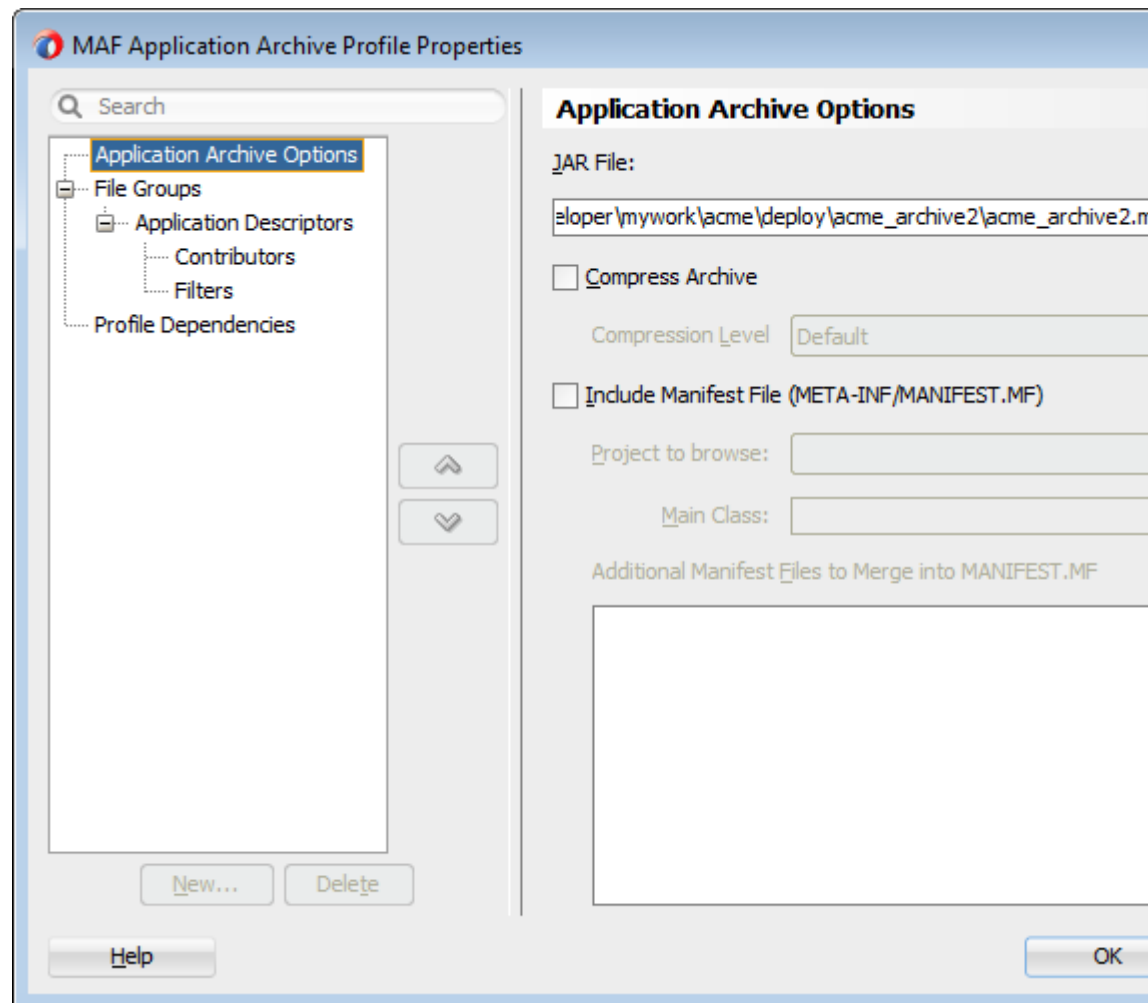 MAF Application Archive Profile Properties
Search
Application Archive Options
File Groups
Application Descriptors
Contributors
Filters
Profile Dependencies
New...
Delete
Help
Application Archive Options
JAR File:
eloper\mywork\acme\deploy\acme_archive2\acme_archive2.m
Compress Archive
Compression Level Default
Include Manifest File (META-INF/MANIFEST.MF)
Project to browse:
Main Class:
Additional Manifest Files to Merge into MANIFEST.MF
OK